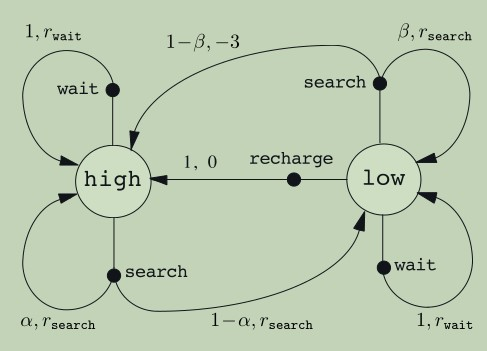 1, r_wait
1−β, −3
β, r_search
wait
search
1, 0
recharge
high
low
search
wait
α, r_search
1−α, r_search
1, r_wait